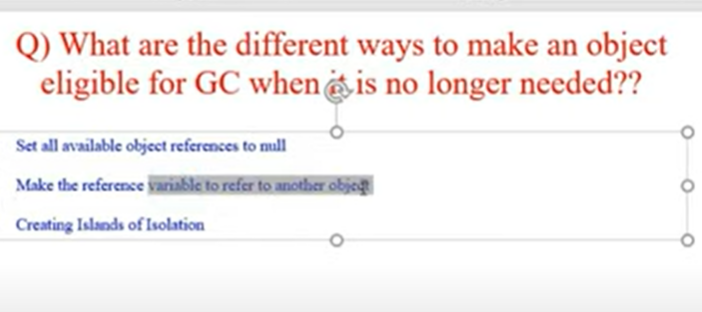 Q) What are the different ways to make an object
eligible for GC when it is no longer needed??
Set all available object references to null
Make the reference variable to refer to another object
Creating Islands of Isolation